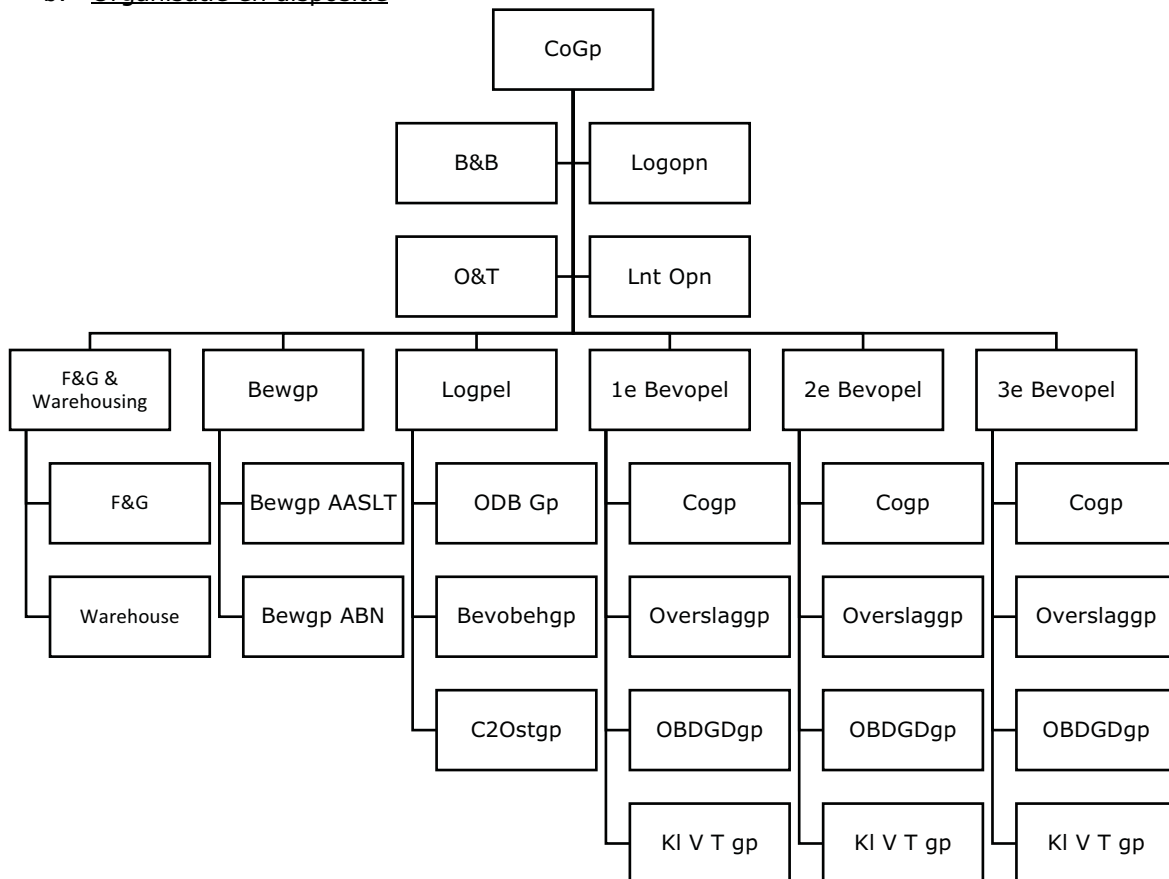 b. Organisatie en dispositie
CoGp
B&B
Logopn
O&T
Lnt Opn
F&G &
Warehousing
Bewgp
Logpel
1e Bevopel
2e Bevopel
3e Bevopel
F&G
Bewgp AASLT
ODB Gp
Cogp
Cogp
Cogp
Warehouse
Bewgp ABN
Bevobehgp
Overslaggp
Overslaggp
Overslaggp
C2Ostgp
OBDGDgp
OBDGDgp
OBDGDgp
Kl V T gp
Kl V T gp
Kl V T gp